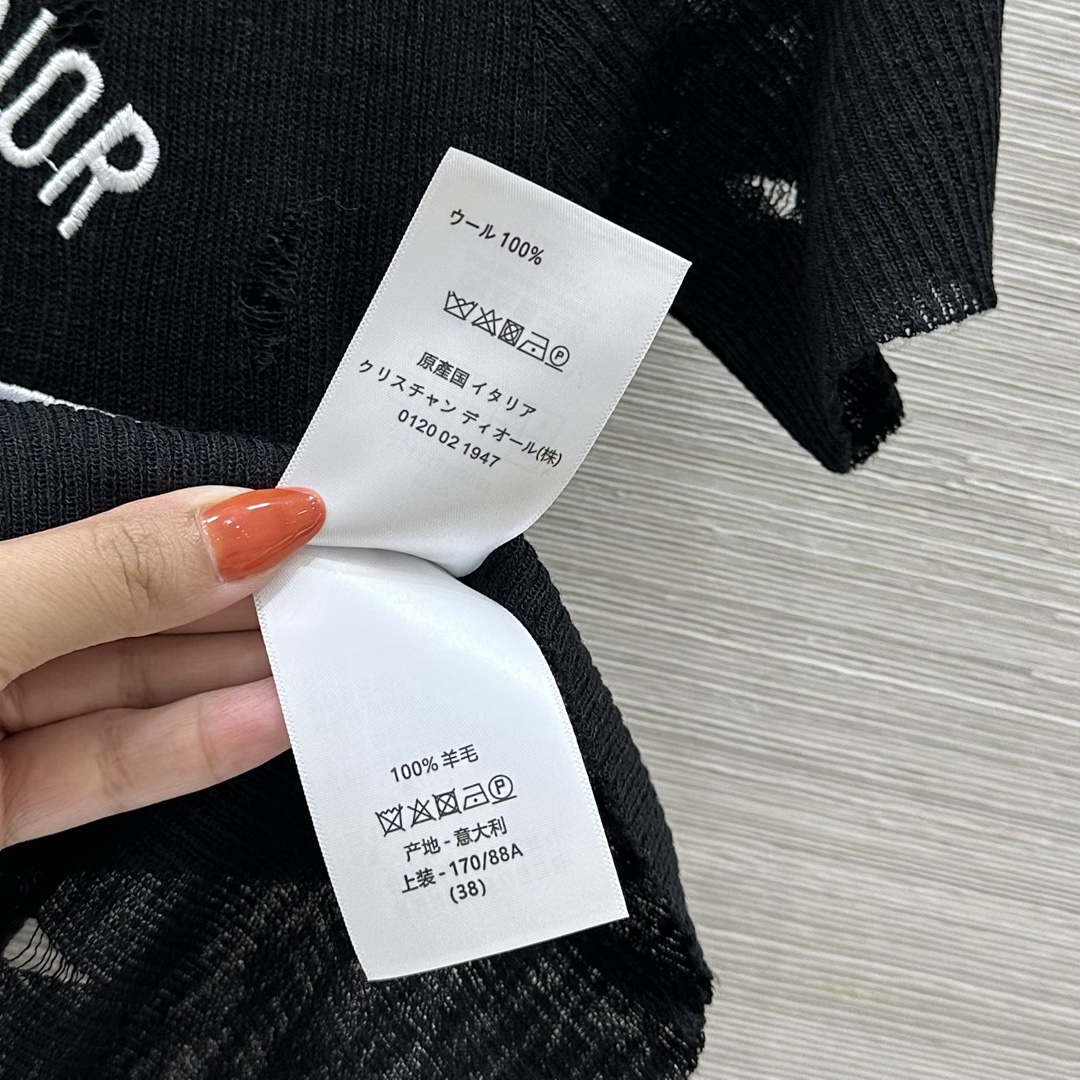 IOR
ウール 100%
原産国 イタリア
クリスチャン ディオール(株)
0120 02 1947
100% 羊毛
产地 - 意大利
上装 - 170/88A
(38)